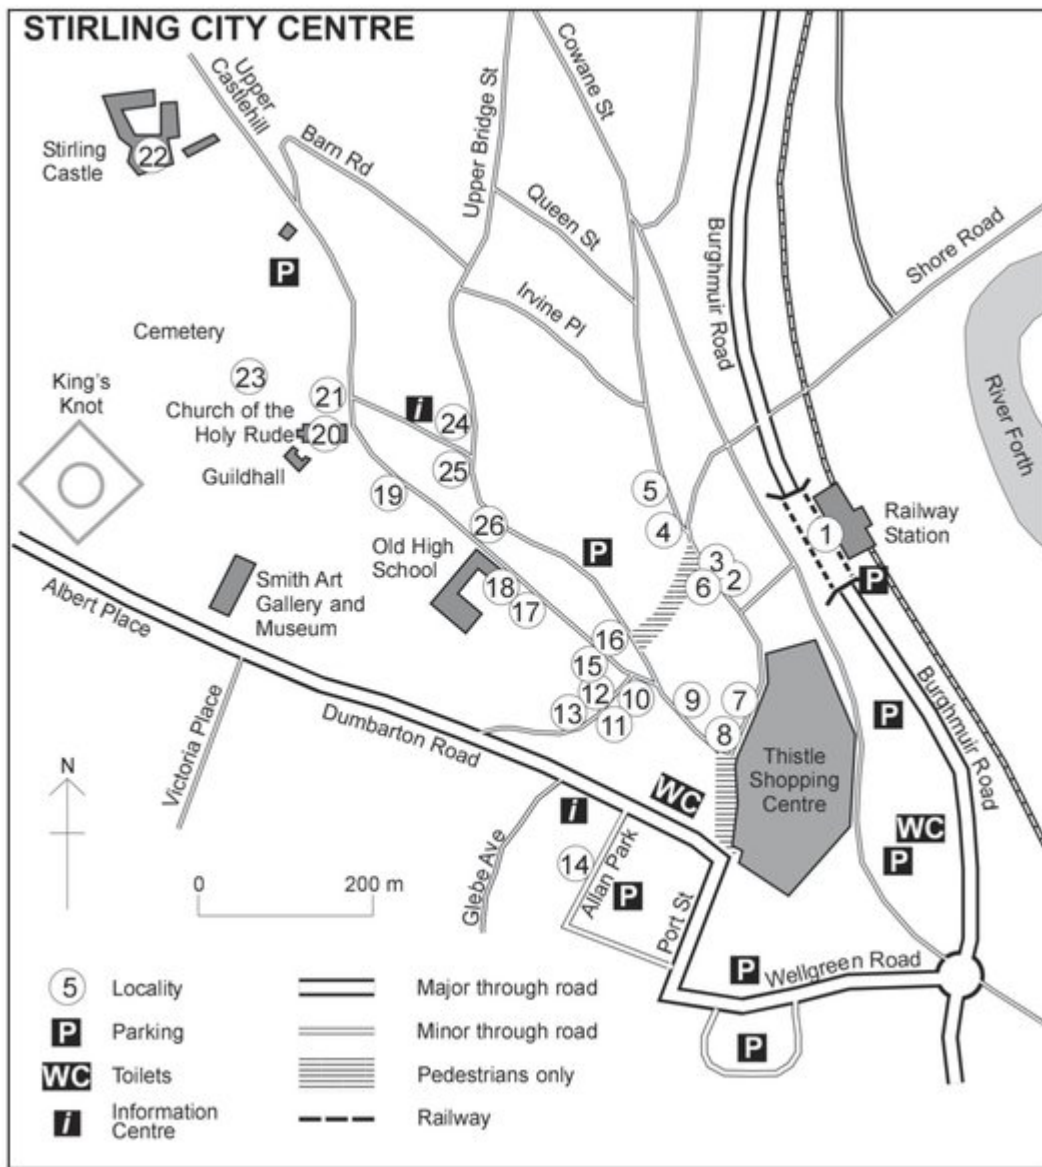 STIRLING CITY CENTRE
Upper
Castlehill
Barn Rd
Upper Bridge St
Cowane St
Queen St
Irvine Pl
Burghmuir Road
Shore Road
River Forth
Stirling
Castle
22
P
Cemetery
King's
Knot
23
21
Church of the
Holy Rude
20
Guildhall
i
24
25
19
26
5
4
P
3
2
6
1
Railway
Station
P
Old High
School
18
17
16
15
12
10
13
11
9
7
8
Smith Art
Gallery and
Museum
Albert Place
Victoria Place
Dumbarton Road
Thistle
Shopping
Centre
P
Burghmuir Road
WC
P
WC
i
14
Glebe Ave
Allan Park
P
Port St
P
Wellgreen Road
P
N
0
200 m
5
Locality
P
Parking
WC
Toilets
i
Information
Centre
Major through road
Minor through road
Pedestrians only
Railway